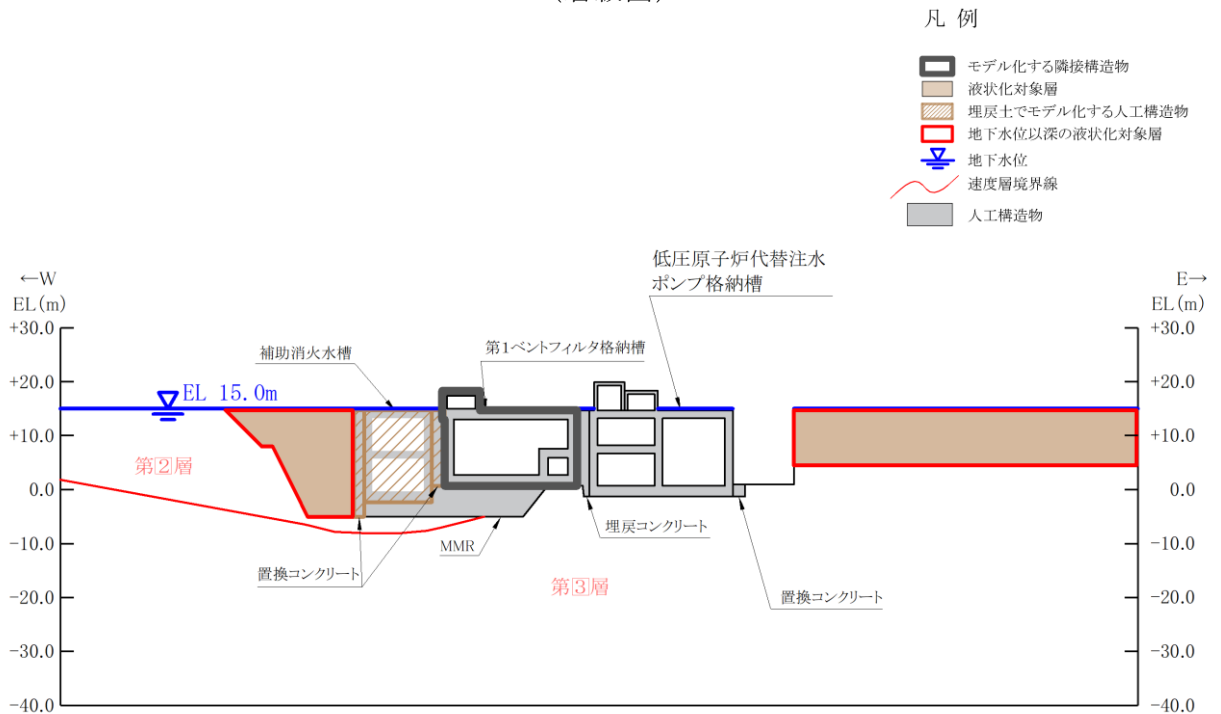 凡 例
モデル化する隣接構造物
液状化対象層
埋戻土でモデル化する人工構造物
地下水位以深の液状化対象層
地下水位
速度層境界線
人工構造物
←W
EL(m)
E→
EL(m)
低圧原子炉代替注水
ポンプ格納槽
補助消火水槽
第1ベントフィルタ格納槽
EL 15.0m
第②層
第③層
MMR
埋戻コンクリート
置換コンクリート
置換コンクリート
+30.0
+20.0
+10.0
0.0
-10.0
-20.0
-30.0
-40.0
+30.0
+20.0
+10.0
0.0
-10.0
-20.0
-30.0
-40.0